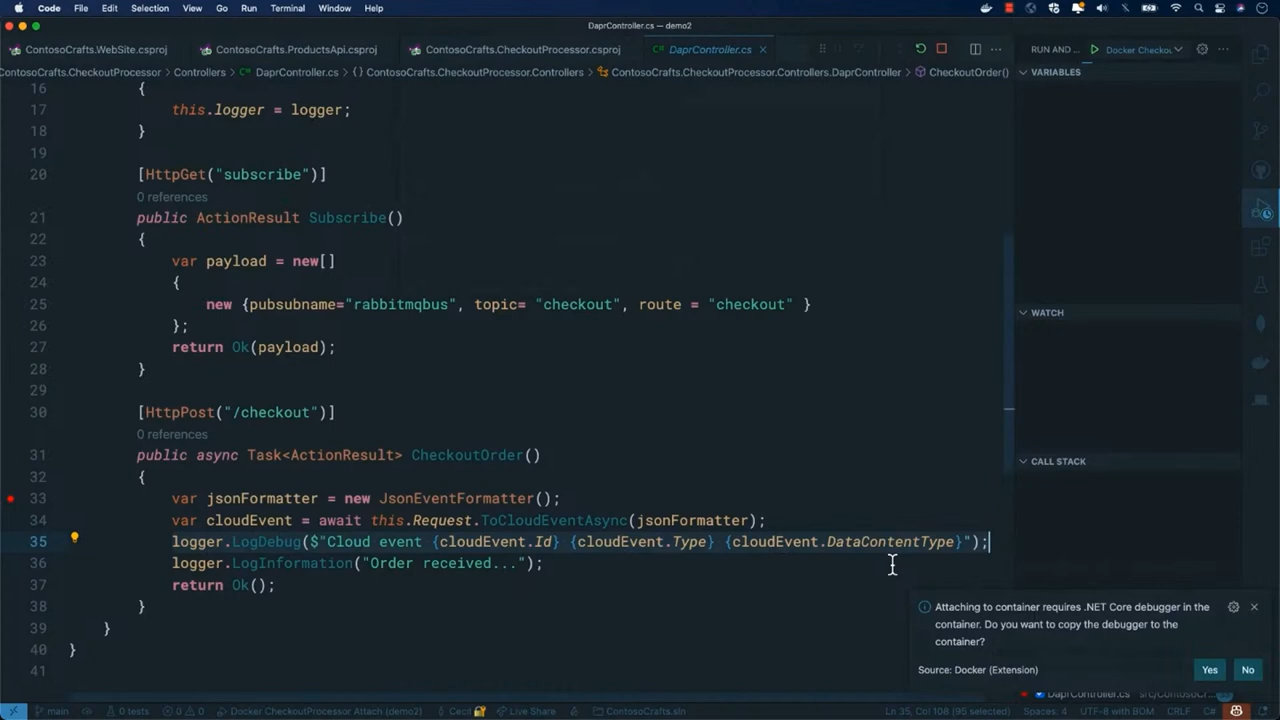 Code File Edit Selection View Go Run Terminal Window Help
DaprController.cs — demo2
ContosoCrafts.WebSite.csproj ContosoCrafts.ProductsApi.csproj ContosoCrafts.CheckoutProcessor.csproj DaprController.cs RUN AND ... Docker Checkou
ContosoCrafts.CheckoutProcessor > Controllers > DaprController.cs > {} ContosoCrafts.CheckoutProcessor.Controllers > ContosoCrafts.CheckoutProcessor.Controllers.DaprController > CheckoutOrder()
VARIABLES
16 {
17 this.logger = logger;
18 }
19
20 [HttpGet("subscribe")]
0 references
21 public ActionResult Subscribe()
22 {
23 var payload = new[]
24 {
25 new {pubsubname="rabbitmqbus", topic= "checkout", route = "checkout" }
26 };
27 return Ok(payload);
28 }
29
30 [HttpPost("/checkout")]
0 references
31 public async Task<ActionResult> CheckoutOrder()
32 {
33 var jsonFormatter = new JsonEventFormatter();
34 var cloudEvent = await this.Request.ToCloudEventAsync(jsonFormatter);
35 logger.LogDebug($"Cloud event {cloudEvent.Id} {cloudEvent.Type} {cloudEvent.DataContentType}");
36 logger.LogInformation("Order received...");
37 return Ok();
38 }
39 }
40 }
41
WATCH
CALL STACK
Attaching to container requires .NET Core debugger in the
container. Do you want to copy the debugger to the
container?
Source: Docker (Extension) Yes No
DaprController.cs src/ContosoCr...
main 0 tests 0 0 Docker CheckoutProcessor Attach (demo2) Cecil Live Share ContosoCrafts.sln Ln 35, Col 108 (95 selected) Spaces: 4 UTF-8 with BOM CRLF C#